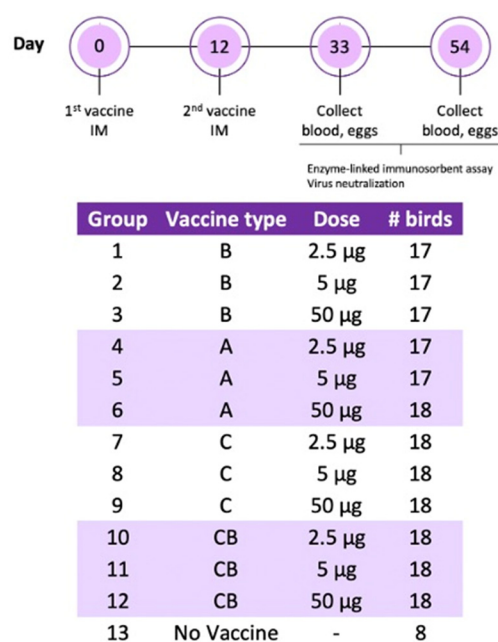 Day 0 12 33 54
1st vaccine IM
2nd vaccine IM
Collect blood, eggs
Collect blood, eggs
Enzyme-linked immunosorbent assay
Virus neutralization
Group Vaccine type Dose # birds
1 B 2.5 µg 17
2 B 5 µg 17
3 B 50 µg 17
4 A 2.5 µg 17
5 A 5 µg 17
6 A 50 µg 18
7 C 2.5 µg 18
8 C 5 µg 18
9 C 50 µg 18
10 CB 2.5 µg 18
11 CB 5 µg 18
12 CB 50 µg 18
13 No Vaccine - 8